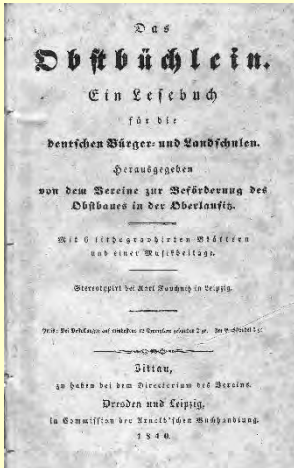 Das
Obstbüchlein.
Ein Lesebuch
für die
deutschen Bürger- und Landschulen.
Herausgegeben
von dem Vereine zur Beförderung des
Obstbaues in der Oberlausitz.
Mit 6 lithographirten Blättern
und einer Musikbeilage.
Stereotypirt bei Karl Tauchnitz in Leipzig.
Preis: Bei
Zittau,
zu haben bei dem Directorium des Vereins.
Dresden und Leipzig,
in Commission der Arnold'schen Buchhandlung.
1840.